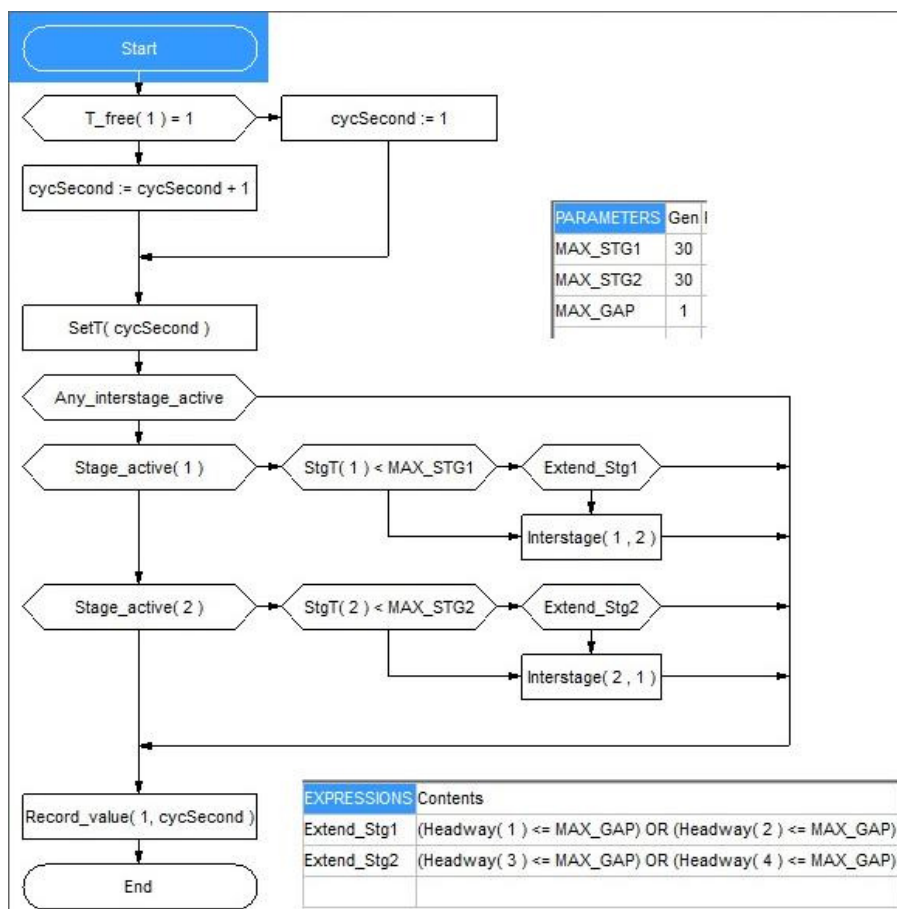 Start
T_free( 1 ) = 1
cycSecond := 1
cycSecond := cycSecond + 1
PARAMETERS Gen
MAX_STG1 30
MAX_STG2 30
MAX_GAP 1
SetT( cycSecond )
Any_interstage_active
Stage_active( 1 )
StgT( 1 ) < MAX_STG1
Extend_Stg1
Interstage( 1 , 2 )
Stage_active( 2 )
StgT( 2 ) < MAX_STG2
Extend_Stg2
Interstage( 2 , 1 )
Record_value( 1, cycSecond )
End
EXPRESSIONS Contents
Extend_Stg1 (Headway( 1 ) <= MAX_GAP) OR (Headway( 2 ) <= MAX_GAP)
Extend_Stg2 (Headway( 3 ) <= MAX_GAP) OR (Headway( 4 ) <= MAX_GAP)